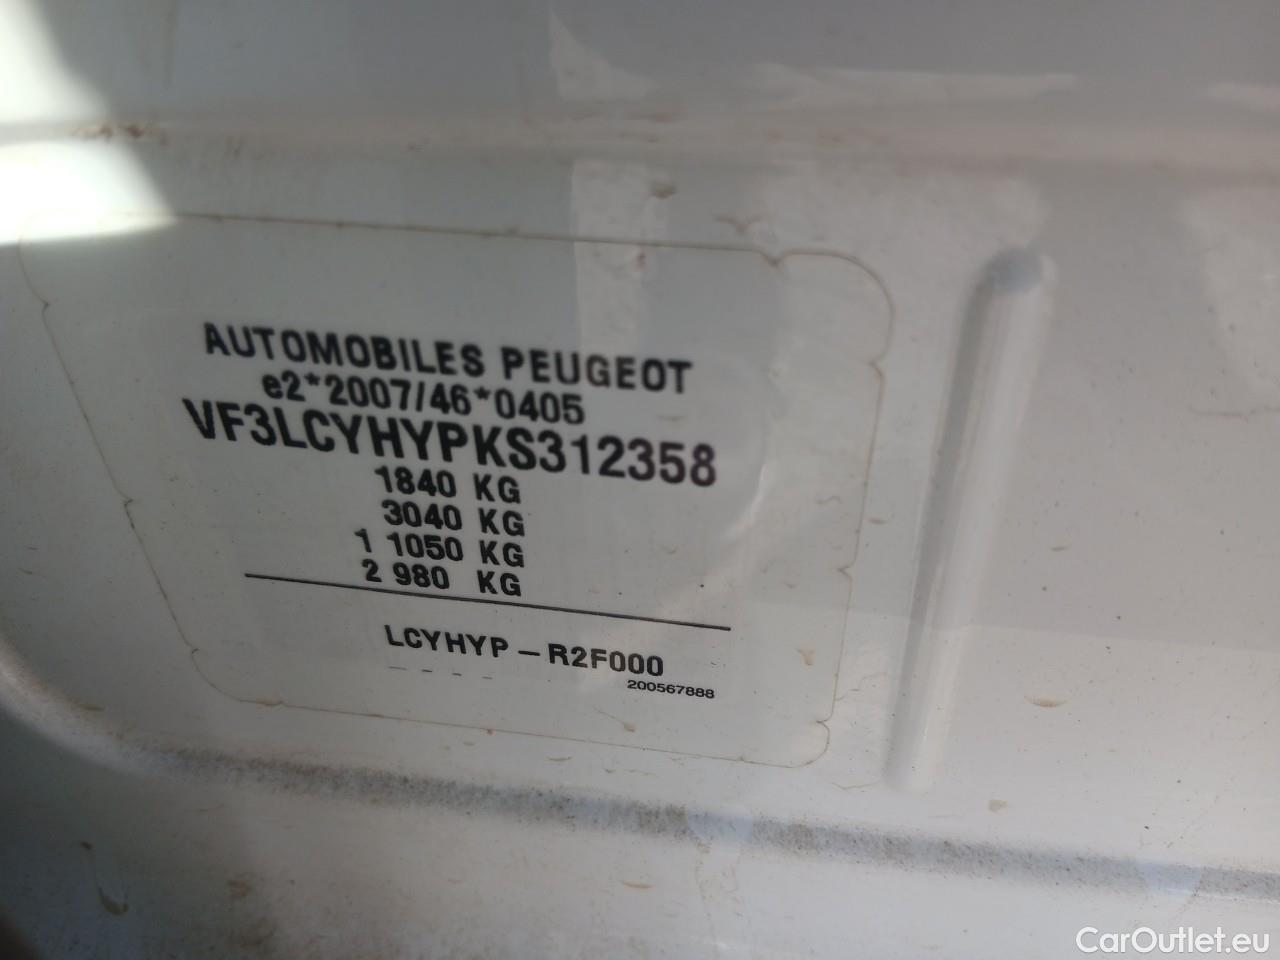 AUTOMOBILES PEUGEOT
e2*2007/46*0405
VF3LCYHYPKS312358
1840 KG
3040 KG
1 1050 KG
2 980 KG
LCYHYP – R2F000
– – – –
200567888
CarOutlet.eu